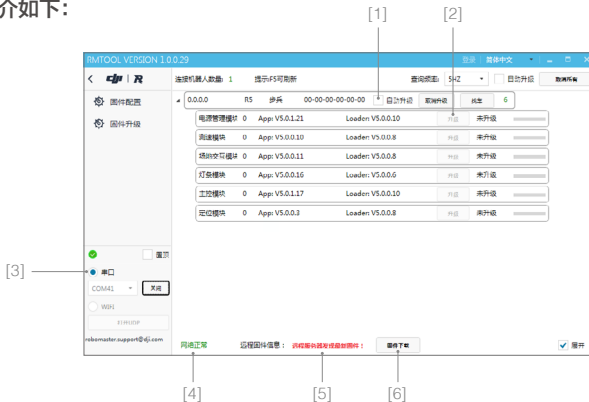 介如下：
[1] [2]
RMTOOL VERSION 1.0.0.29 登录 简体中文
dji R 连接机器人数量: 1 提示:F5可刷新 查询频率: 5HZ 自动升级 取消所有
固件配置
固件升级
0.0.0.0 R5 步兵 00-00-00-00-00-00 自动升级 取消升级 找车 6
电源管理模块 0 App: V5.0.1.21 Loader: V5.0.0.10 升级 未升级
测速模块 0 App: V5.0.0.10 Loader: V5.0.0.8 升级 未升级
场地交互模块 0 App: V5.0.0.11 Loader: V5.0.0.8 升级 未升级
灯条模块 0 App: V5.0.0.16 Loader: V5.0.0.6 升级 未升级
主控模块 0 App: V5.0.1.17 Loader: V5.0.0.10 升级 未升级
定位模块 0 App: V5.0.0.3 Loader: V5.0.0.8 升级 未升级
置顶
[3] 串口
COM41 关闭
WIFI
robomaster.support@dji.com
网络正常 远程固件信息： 远程服务器发现最新固件！ 固件下载 展开
[4] [5] [6]